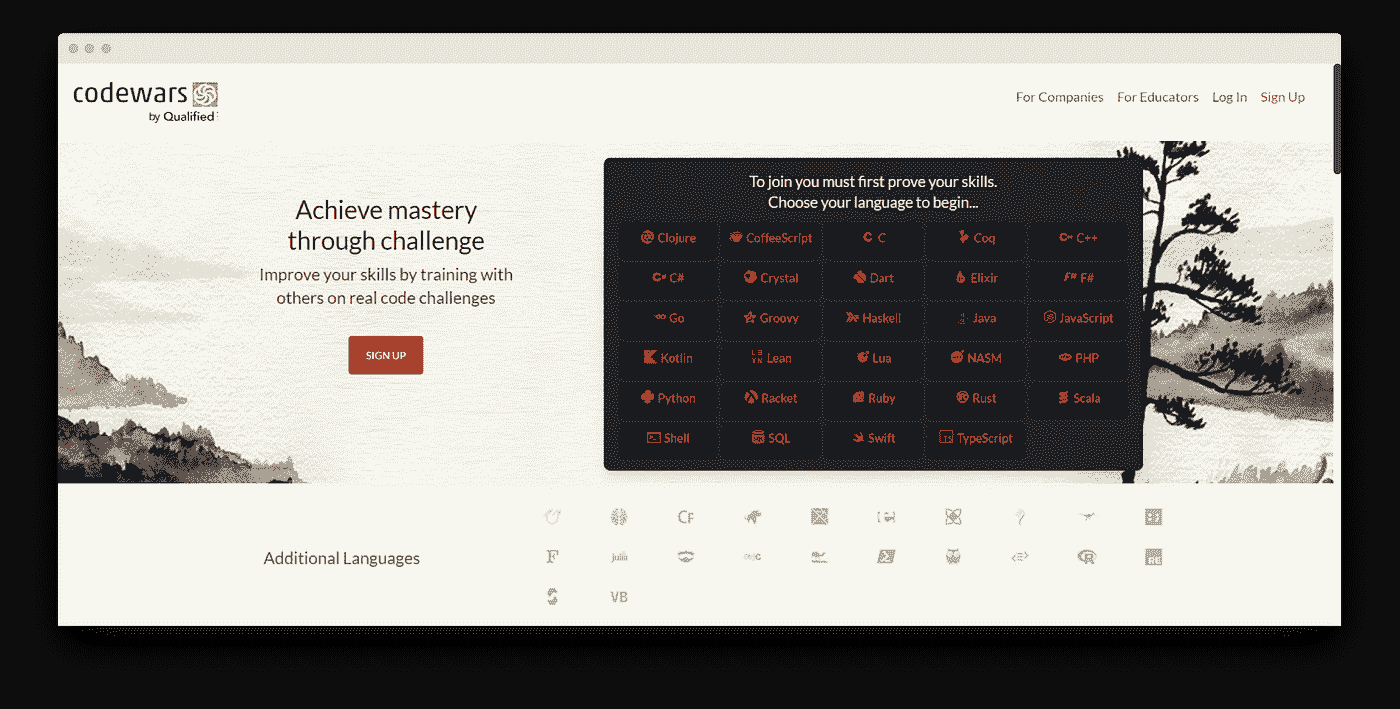 codewars
by Qualified
For Companies For Educators Log In Sign Up
Achieve mastery
through challenge
Improve your skills by training with
others on real code challenges
SIGN UP
To join you must first prove your skills.
Choose your language to begin...
Clojure CoffeeScript C Coq C++
C# Crystal Dart Elixir F#
Go Groovy Haskell Java JavaScript
Kotlin Lean Lua NASM PHP
Python Racket Ruby Rust Scala
Shell SQL Swift TypeScript
Additional Languages
CF
F julia
VB